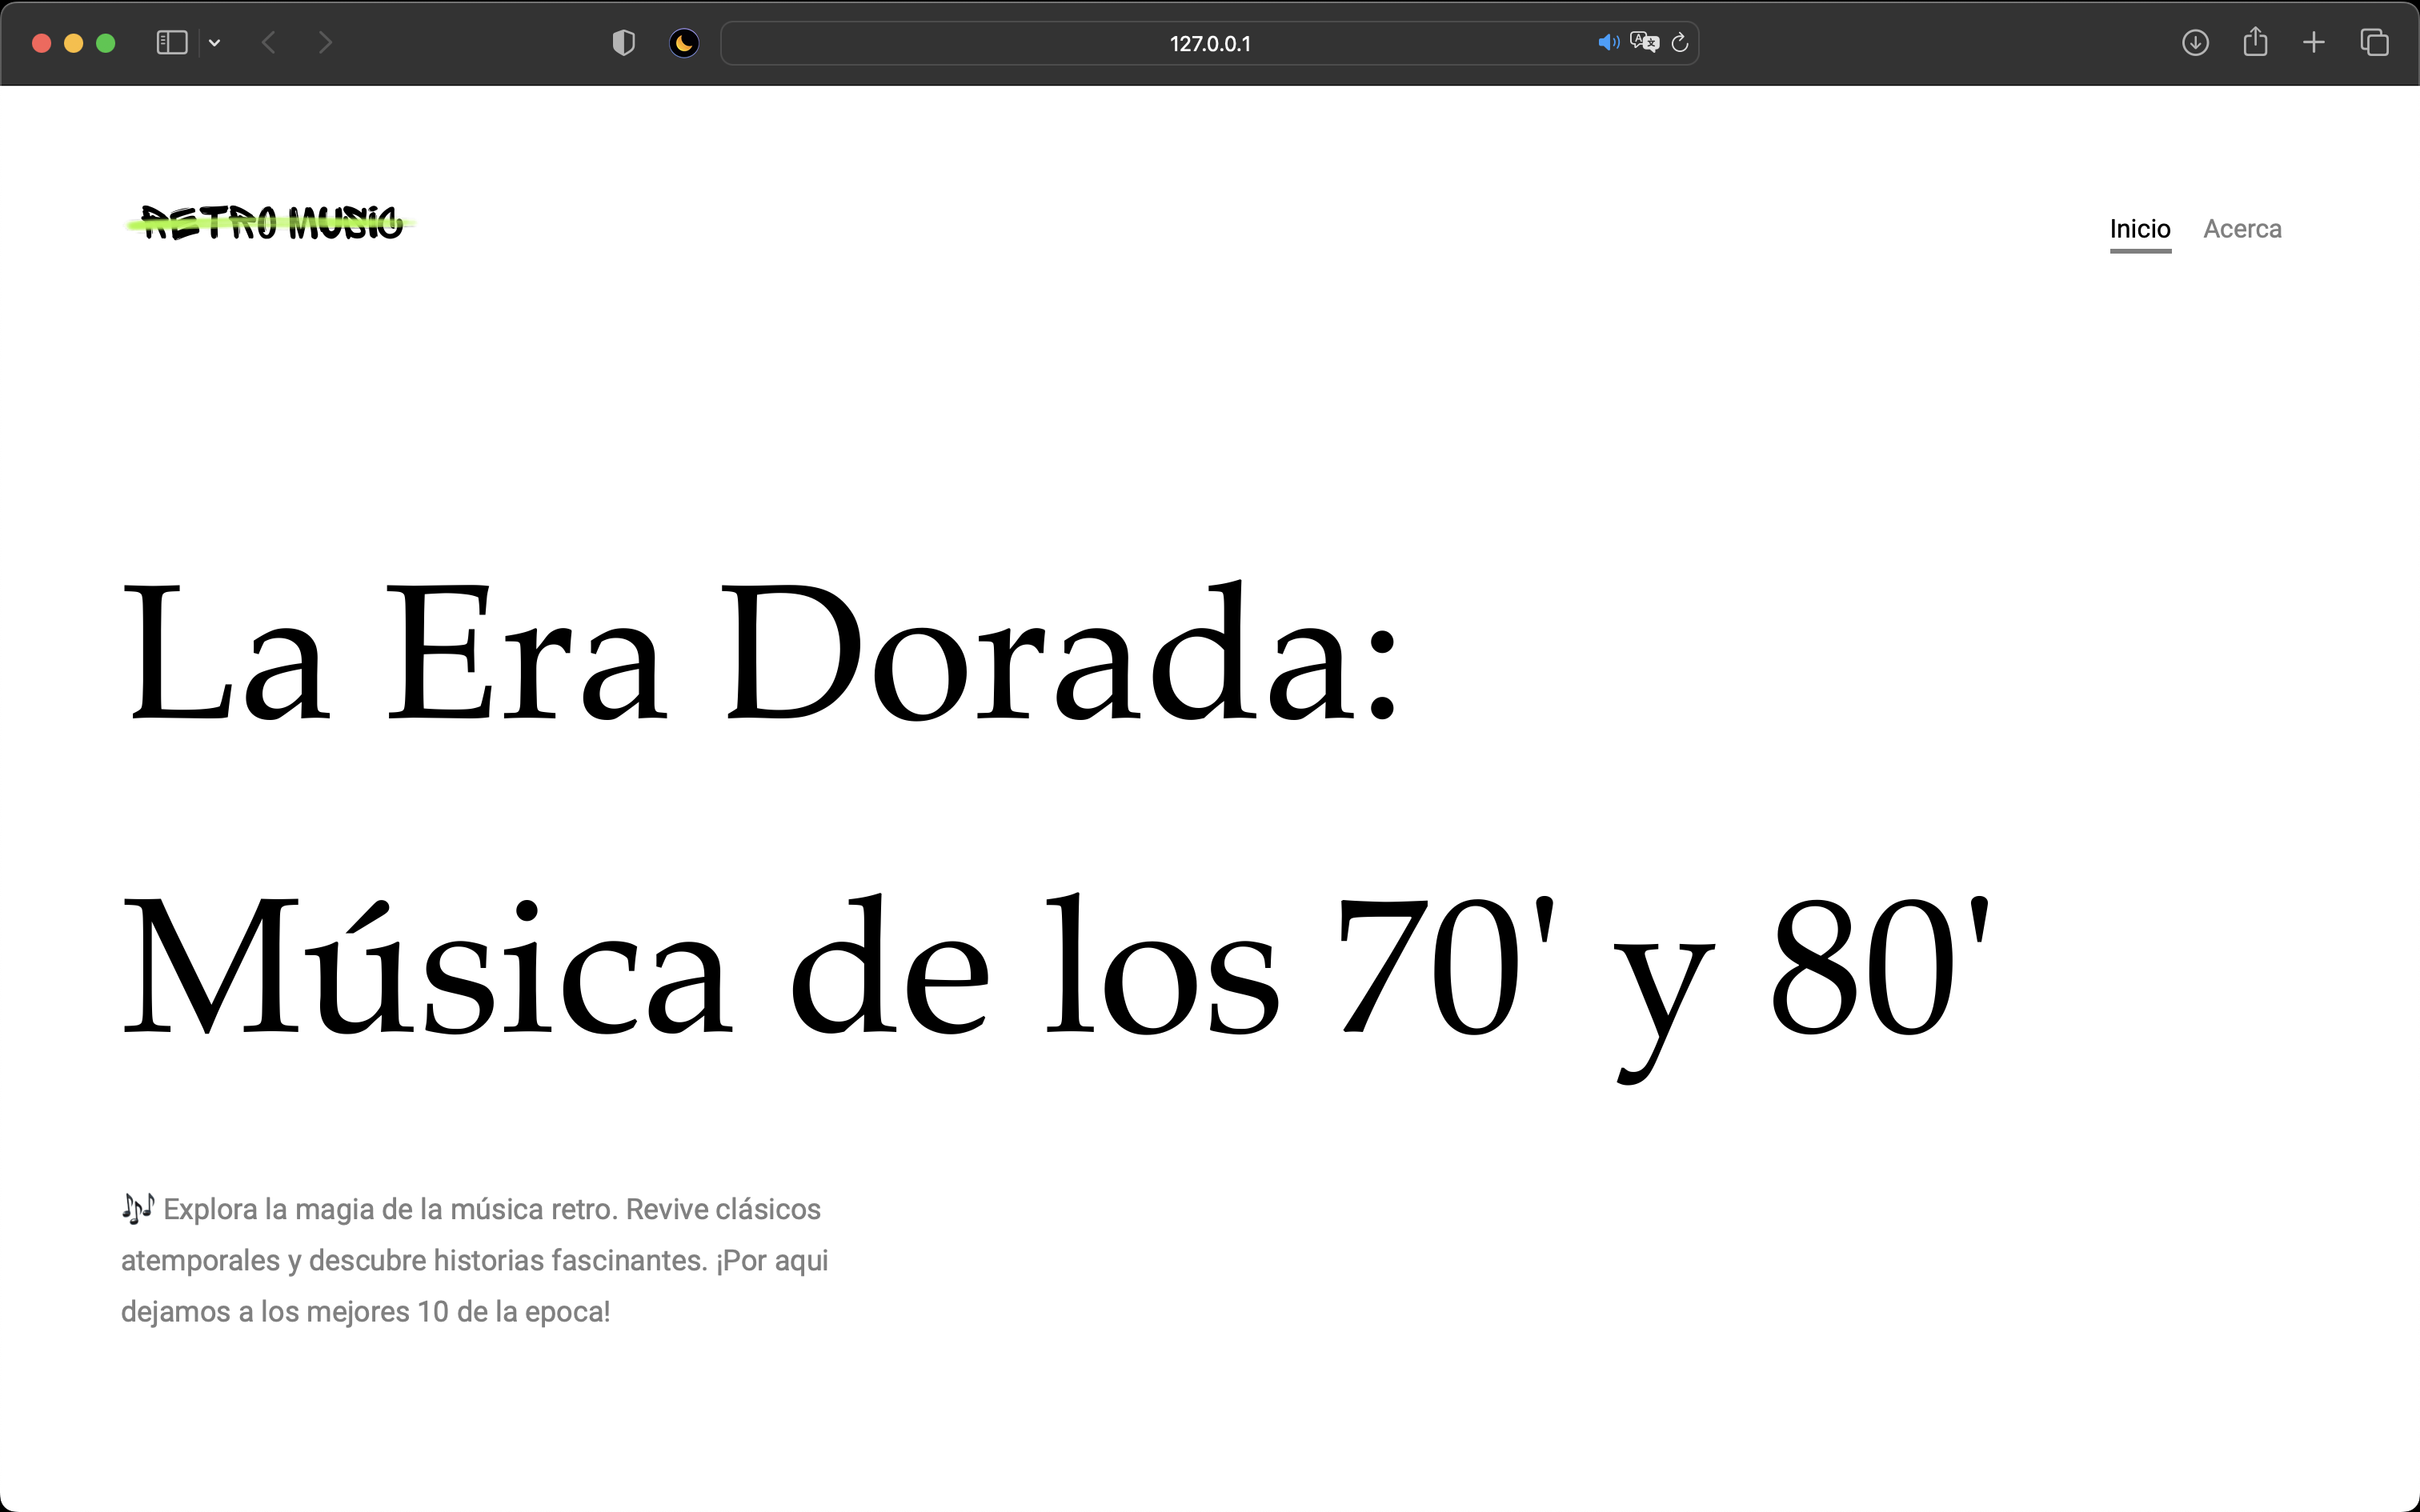 127.0.0.1
RETRO MUSIC
Inicio Acerca
La Era Dorada:
Música de los 70' y 80'
🎶 Explora la magia de la música retro. Revive clásicos
atemporales y descubre historias fascinantes. ¡Por aqui
dejamos a los mejores 10 de la epoca!